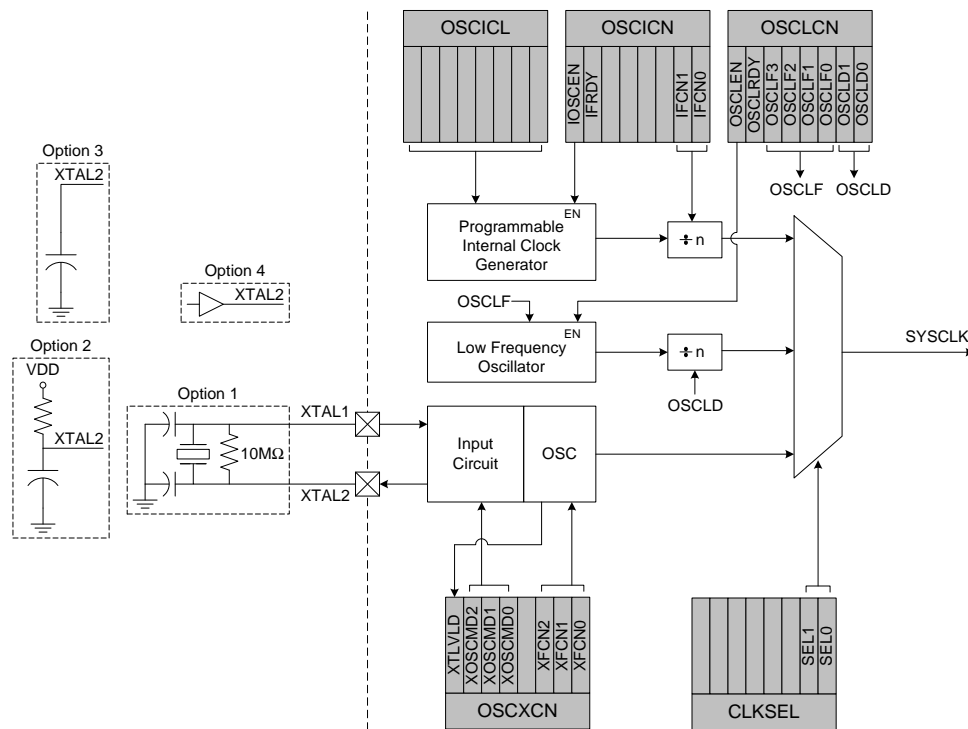 OSCICL
OSCICN
OSCLCN
IOSCEN
IFRDY
IFCN1
IFCN0
OSCLEN
OSCLRDY
OSCLF3
OSCLF2
OSCLF1
OSCLF0
OSCLD1
OSCLD0
OSCLF
OSCLD
Option 3
XTAL2
Option 4
XTAL2
Option 2
VDD
XTAL2
Option 1
10MΩ
XTAL1
XTAL2
EN
Programmable
Internal Clock
Generator
÷ n
OSCLF
EN
Low Frequency
Oscillator
÷ n
OSCLD
SYSCLK
Input
Circuit
OSC
XTLVLD
XOSCMD2
XOSCMD1
XOSCMD0
XFCN2
XFCN1
XFCN0
OSCXCN
SEL1
SEL0
CLKSEL